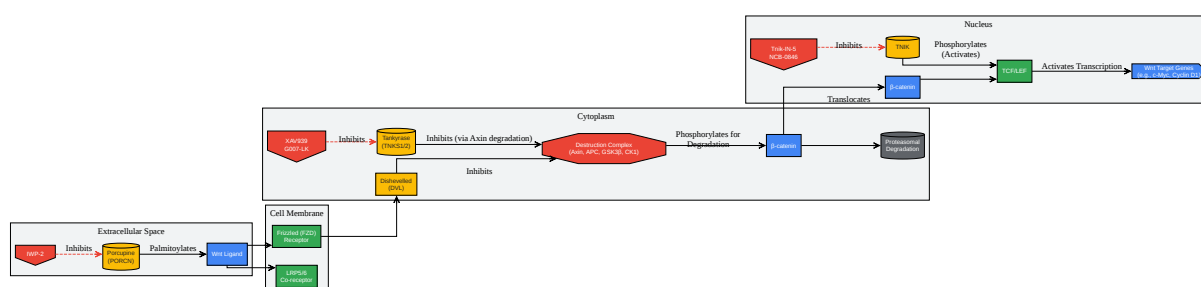 Nucleus
Tnik-IN-5
NCB-0846
Inhibits
TNIK
Phosphorylates
(Activates)
TCF/LEF
Activates Transcription
Wnt Target Genes
(e.g., c-Myc, Cyclin D1)
β-catenin
Translocates
Cytoplasm
XAV939
G007-LK
Inhibits
Tankyrase
(TNKS1/2)
Inhibits (via Axin degradation)
Destruction Complex
(Axin, APC, GSK3β, CK1)
Phosphorylates for
Degradation
β-catenin
Proteasomal
Degradation
Inhibits
Dishevelled
(DVL)
Cell Membrane
Frizzled (FZD)
Receptor
LRP5/6
Co-receptor
Extracellular Space
IWP-2
Inhibits
Porcupine
(PORCN)
Palmitoylates
Wnt Ligand